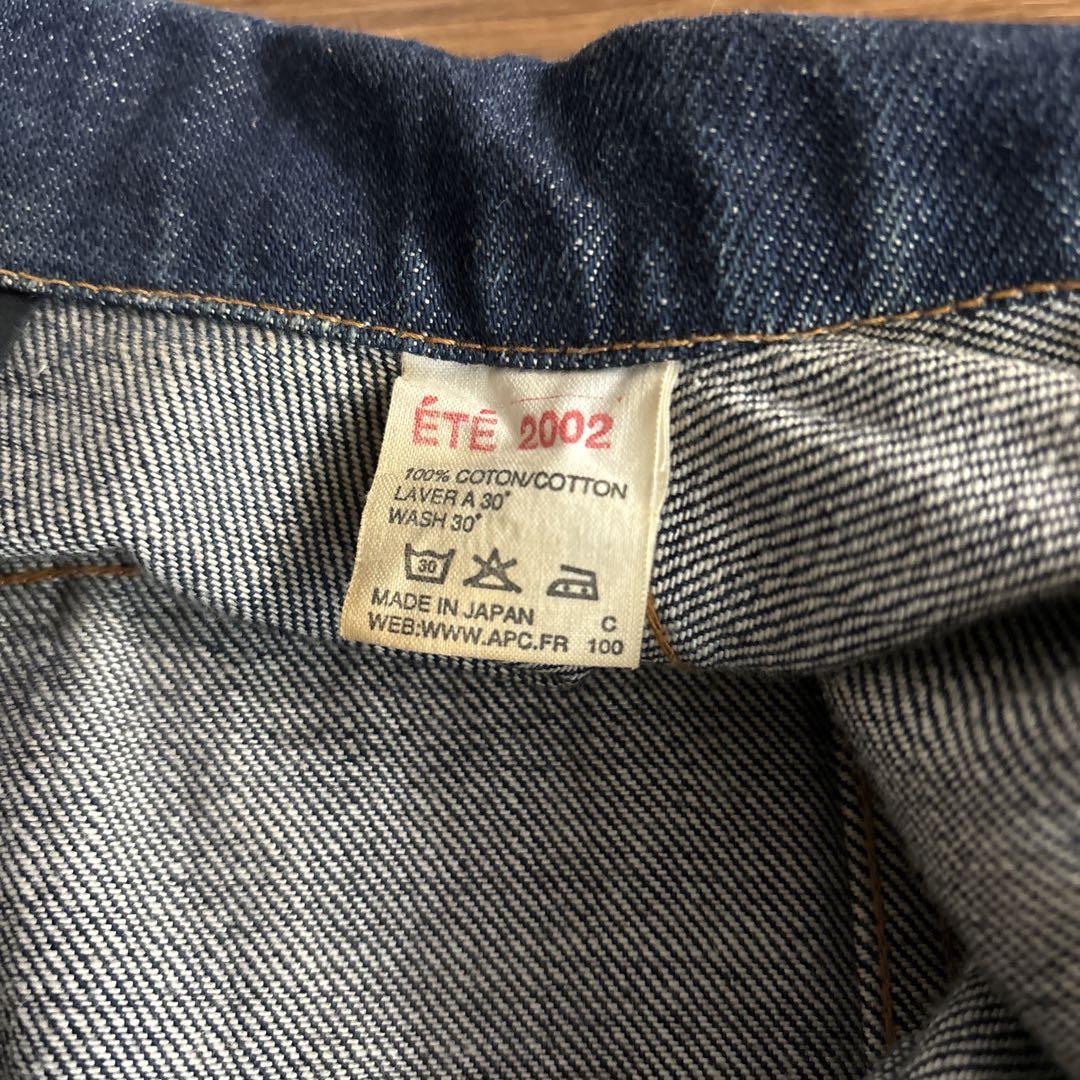 ÉTÉ 2002
100% COTON/COTTON
LAVER A 30°
WASH 30°
30
MADE IN JAPAN C
WEB:WWW.APC.FR 100